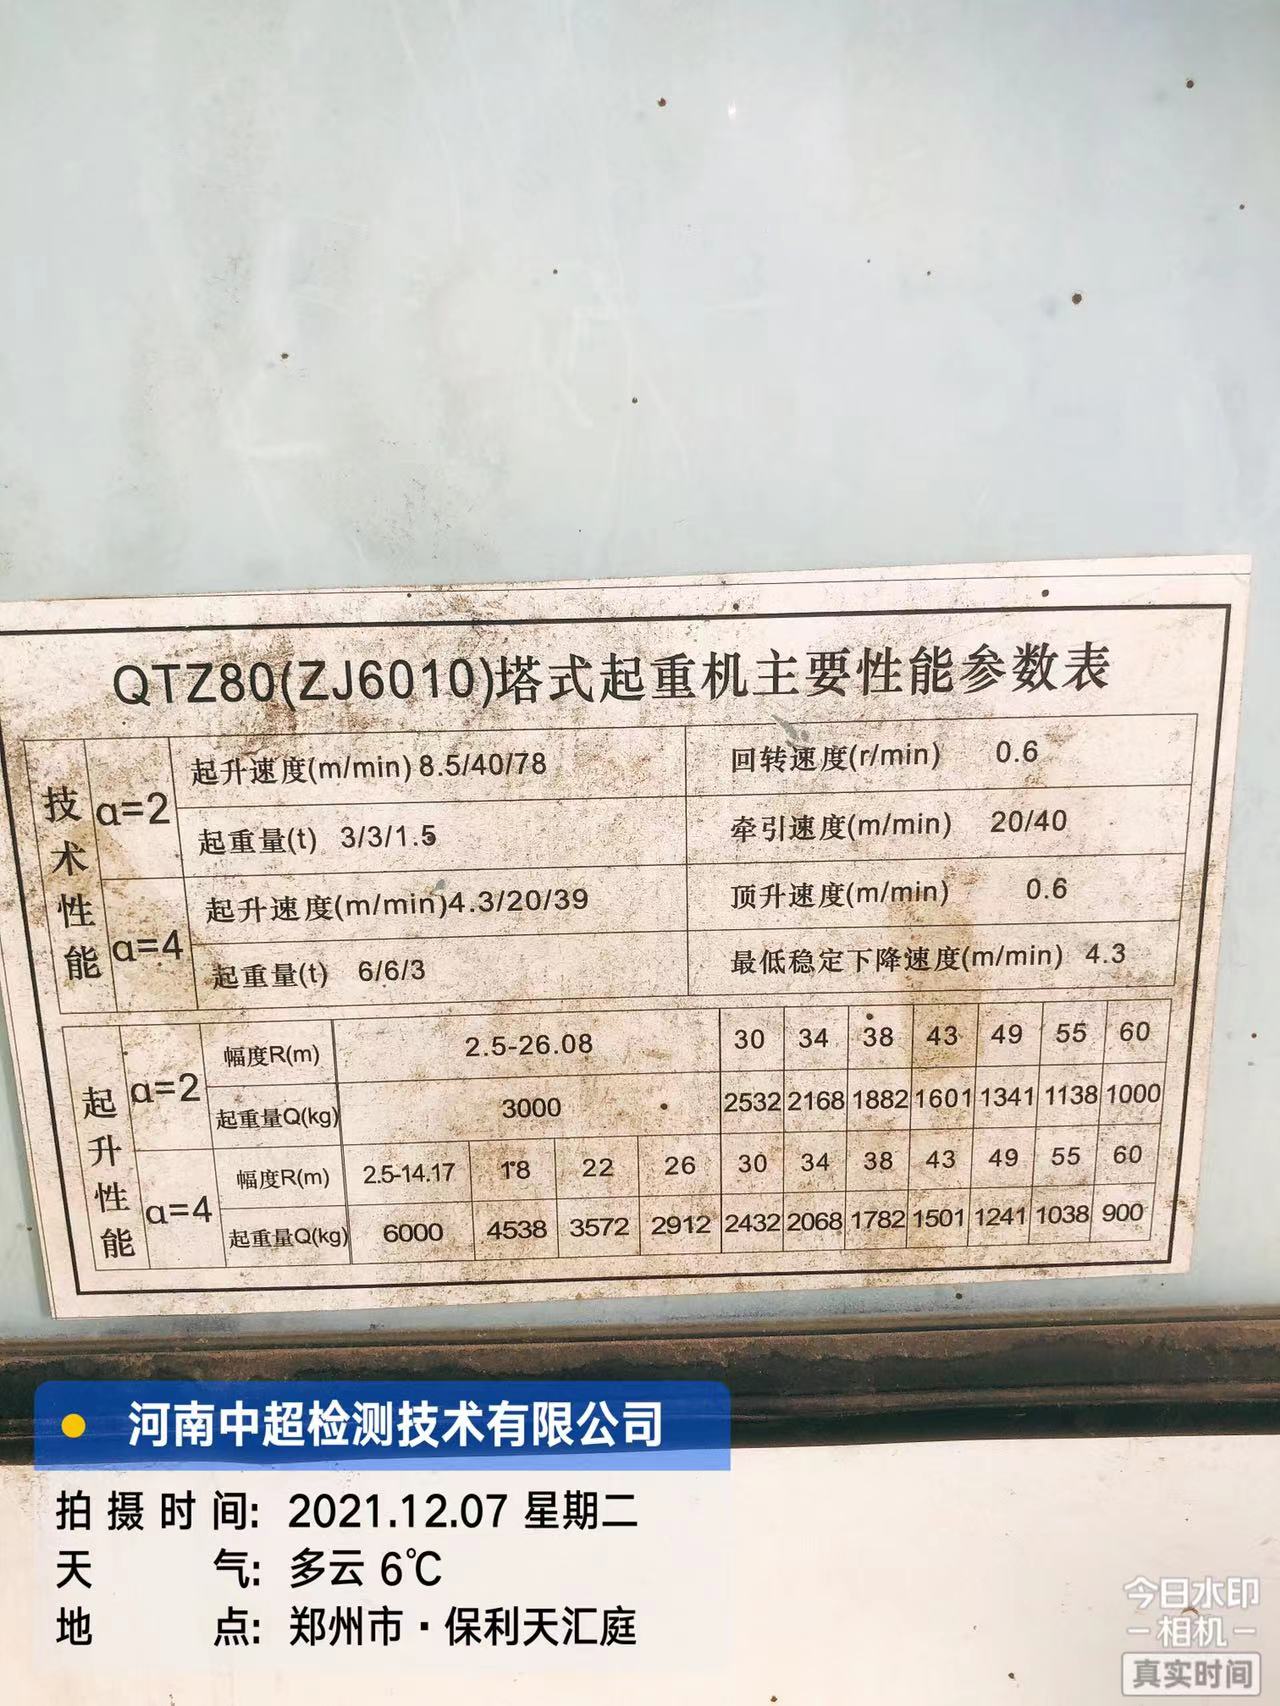 QTZ80(ZJ6010)塔式起重机主要性能参数表
技术性能
α=2 起升速度(m/min) 8.5/40/78 回转速度(r/min) 0.6
起重量(t) 3/3/1.5 牵引速度(m/min) 20/40
α=4 起升速度(m/min)4.3/20/39 顶升速度(m/min) 0.6
起重量(t) 6/6/3 最低稳定下降速度(m/min) 4.3
起升性能
α=2 幅度R(m) 2.5-26.08 30 34 38 43 49 55 60
起重量Q(kg) 3000 2532 2168 1882 1601 1341 1138 1000
α=4 幅度R(m) 2.5-14.17 18 22 26 30 34 38 43 49 55 60
起重量Q(kg) 6000 4538 3572 2912 2432 2068 1782 1501 1241 1038 900
河南中超检测技术有限公司
拍摄时间: 2021.12.07 星期二
天气: 多云 6℃
地点: 郑州市·保利天汇庭
今日水印
相机
真实时间